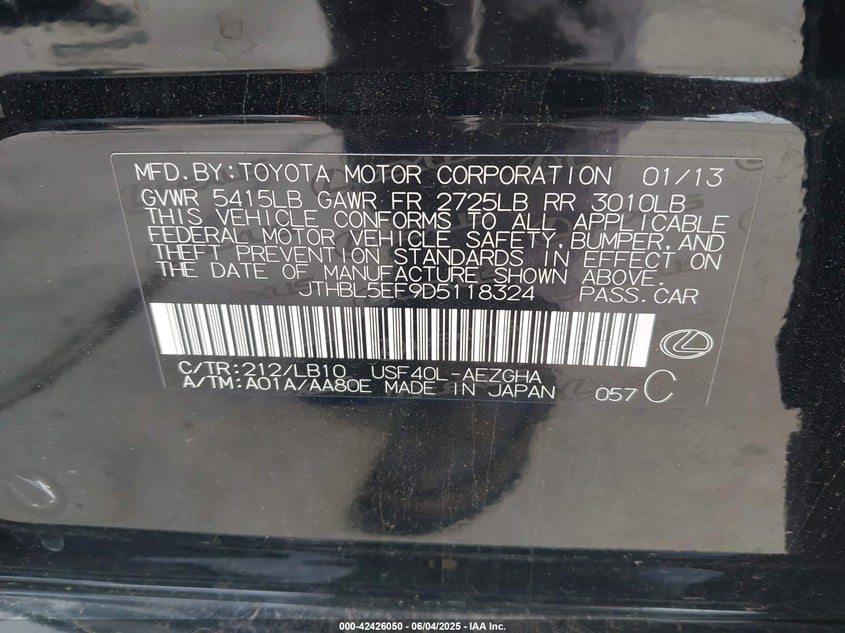 MFD.BY:TOYOTA MOTOR CORPORATION 01/13
GVWR 5415LB GAWR FR 2725LB RR 3010LB
THIS VEHICLE CONFORMS TO ALL APPLICABLE
FEDERAL MOTOR VEHICLE SAFETY,BUMPER,AND
THEFT PREVENTION STANDARDS IN EFFECT ON
THE DATE OF MANUFACTURE SHOWN ABOVE.
JTHBL5EF9D5118324 PASS.CAR
C/TR:212/LB10 USF40L-AEZGHA
A/TM:A01A/AA80E MADE IN JAPAN 057 C
000-42426050 - 06/04/2025 - IAA Inc.